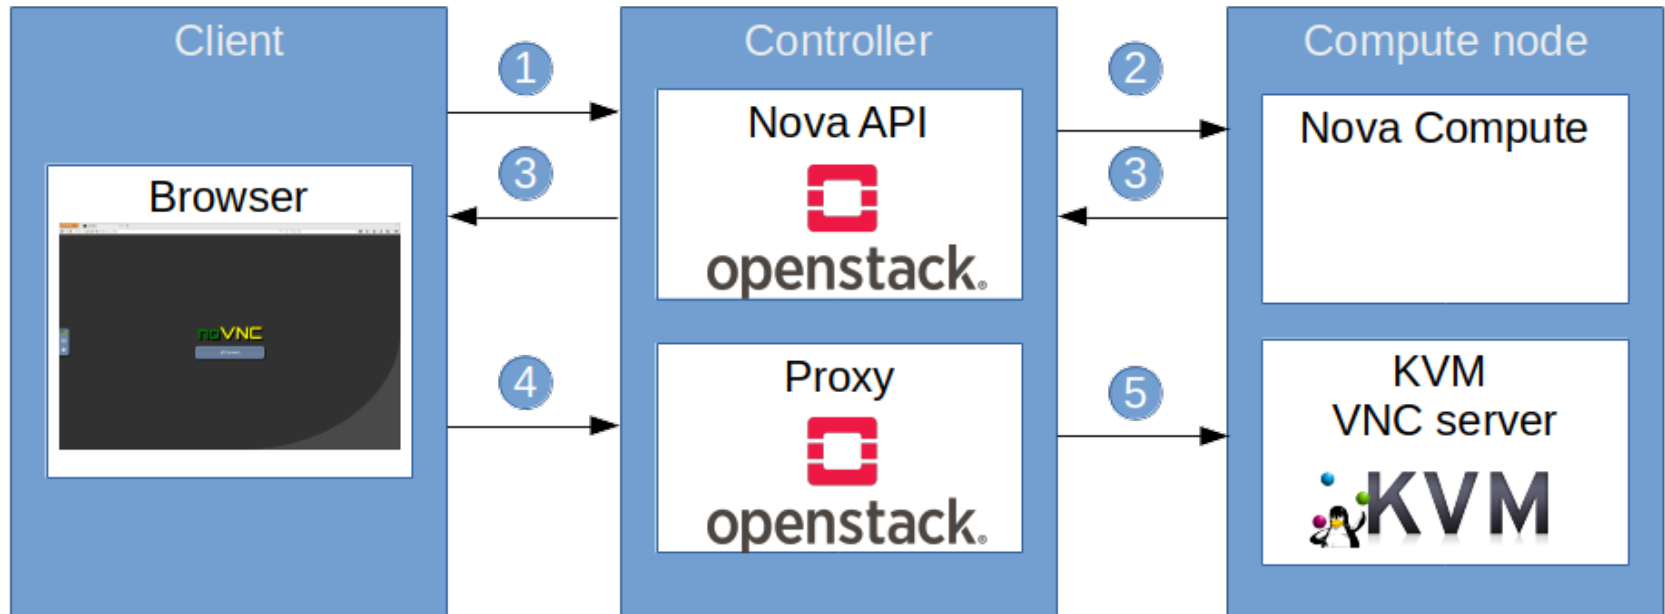 Client
1
Controller
2
Compute node
Nova API
openstack.
3
3
Nova Compute
Browser
noVNC
4
Proxy
openstack.
5
KVM
VNC server
KVM